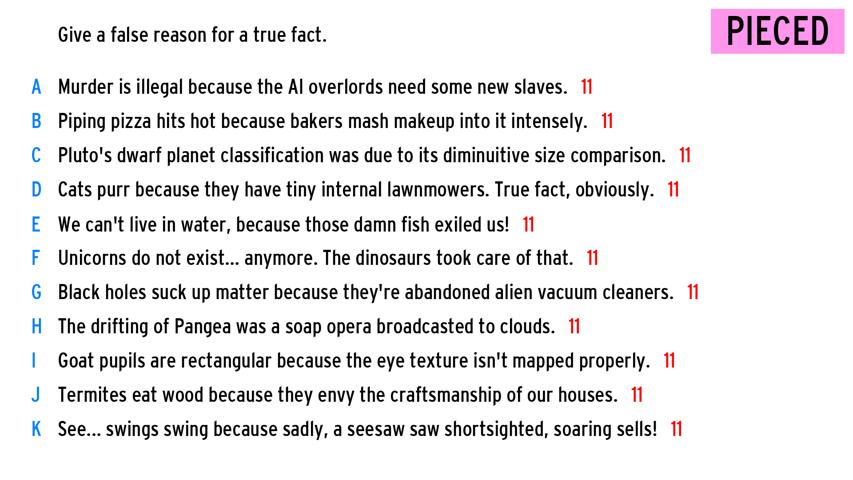 Give a false reason for a true fact.
PIECED
A Murder is illegal because the AI overlords need some new slaves. 11
B Piping pizza hits hot because bakers mash makeup into it intensely. 11
C Pluto's dwarf planet classification was due to its diminuitive size comparison. 11
D Cats purr because they have tiny internal lawnmowers. True fact, obviously. 11
E We can't live in water, because those damn fish exiled us! 11
F Unicorns do not exist... anymore. The dinosaurs took care of that. 11
G Black holes suck up matter because they're abandoned alien vacuum cleaners. 11
H The drifting of Pangea was a soap opera broadcasted to clouds. 11
I Goat pupils are rectangular because the eye texture isn't mapped properly. 11
J Termites eat wood because they envy the craftsmanship of our houses. 11
K See... swings swing because sadly, a seesaw saw shortsighted, soaring sells! 11